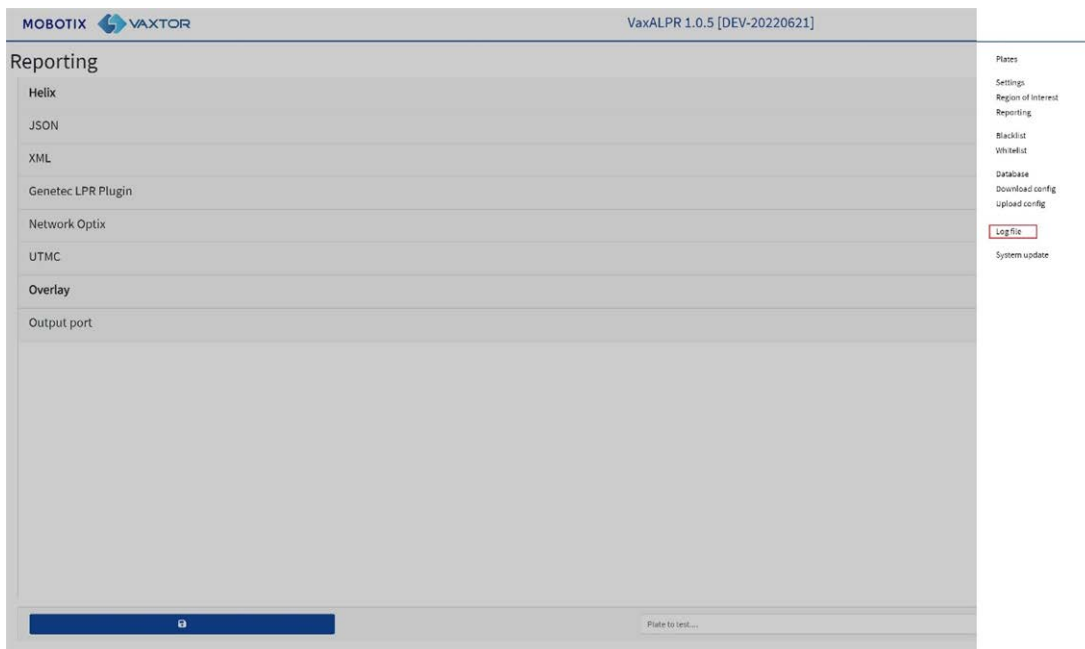 MOBOTIX VAXTOR
VaxALPR 1.0.5 [DEV-20220621]
Reporting
Helix
JSON
XML
Genetec LPR Plugin
Network Optix
UTMC
Overlay
Output port
Plate to test...
Plates
Settings
Region of Interest
Reporting
Blacklist
Whitelist
Database
Download config
Upload config
Log file
System update